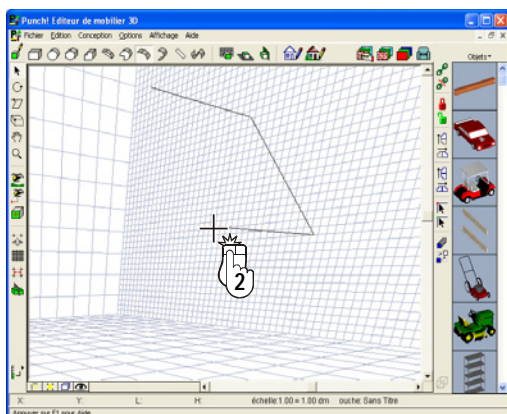 Punch! Editeur de mobilier 3D
Fichier Edition Conception Options Affichage Aide
Objets
2
X: Y: L: H: échelle:1.00 = 1.00 dm ouche: Sans Titre
Appuyer sur F1 pour Aide